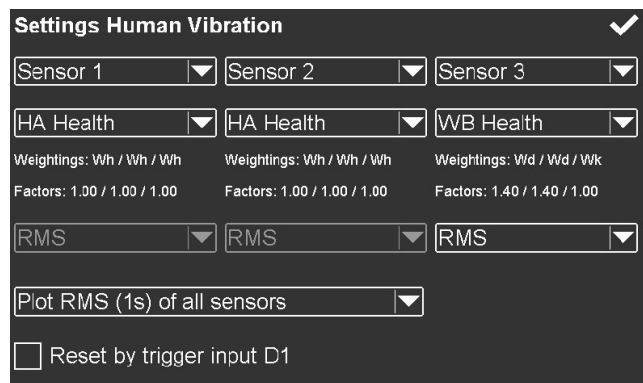 Settings Human Vibration
Sensor 1 Sensor 2 Sensor 3
HA Health HA Health WB Health
Weightings: Wh / Wh / Wh Weightings: Wh / Wh / Wh Weightings: Wd / Wd / Wk
Factors: 1.00 / 1.00 / 1.00 Factors: 1.00 / 1.00 / 1.00 Factors: 1.40 / 1.40 / 1.00
RMS RMS RMS
Plot RMS (1s) of all sensors
Reset by trigger input D1